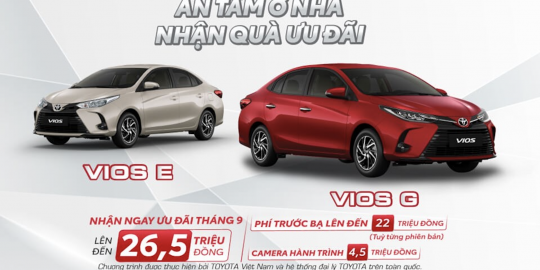 AN TÂM Ở NHÀ
NHẬN QUÀ ƯU ĐÃI
VIOS
VIOS
VIOS E
VIOS G
NHẬN NGAY ƯU ĐÃI THÁNG 9
LÊN ĐẾN 26,5 TRIỆU ĐỒNG
PHÍ TRƯỚC BẠ LÊN ĐẾN 22 TRIỆU ĐỒNG
(Tuỳ từng phiên bản)
CAMERA HÀNH TRÌNH 4,5 TRIỆU ĐỒNG
Chương trình được thực hiện bởi TOYOTA Việt Nam và hệ thống đại lý TOYOTA trên toàn quốc.